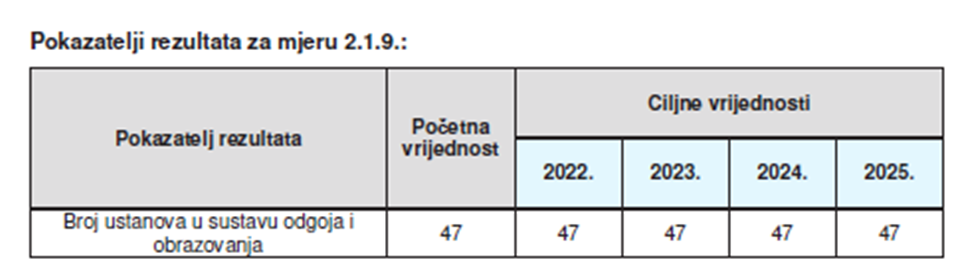 Pokazatelji rezultata za mjeru 2.1.9.:
Pokazatelj rezultata
Početna
vrijednost
Ciljne vrijednosti
2022. 2023. 2024. 2025.
Broj ustanova u sustavu odgoja i
obrazovanja
47 47 47 47 47